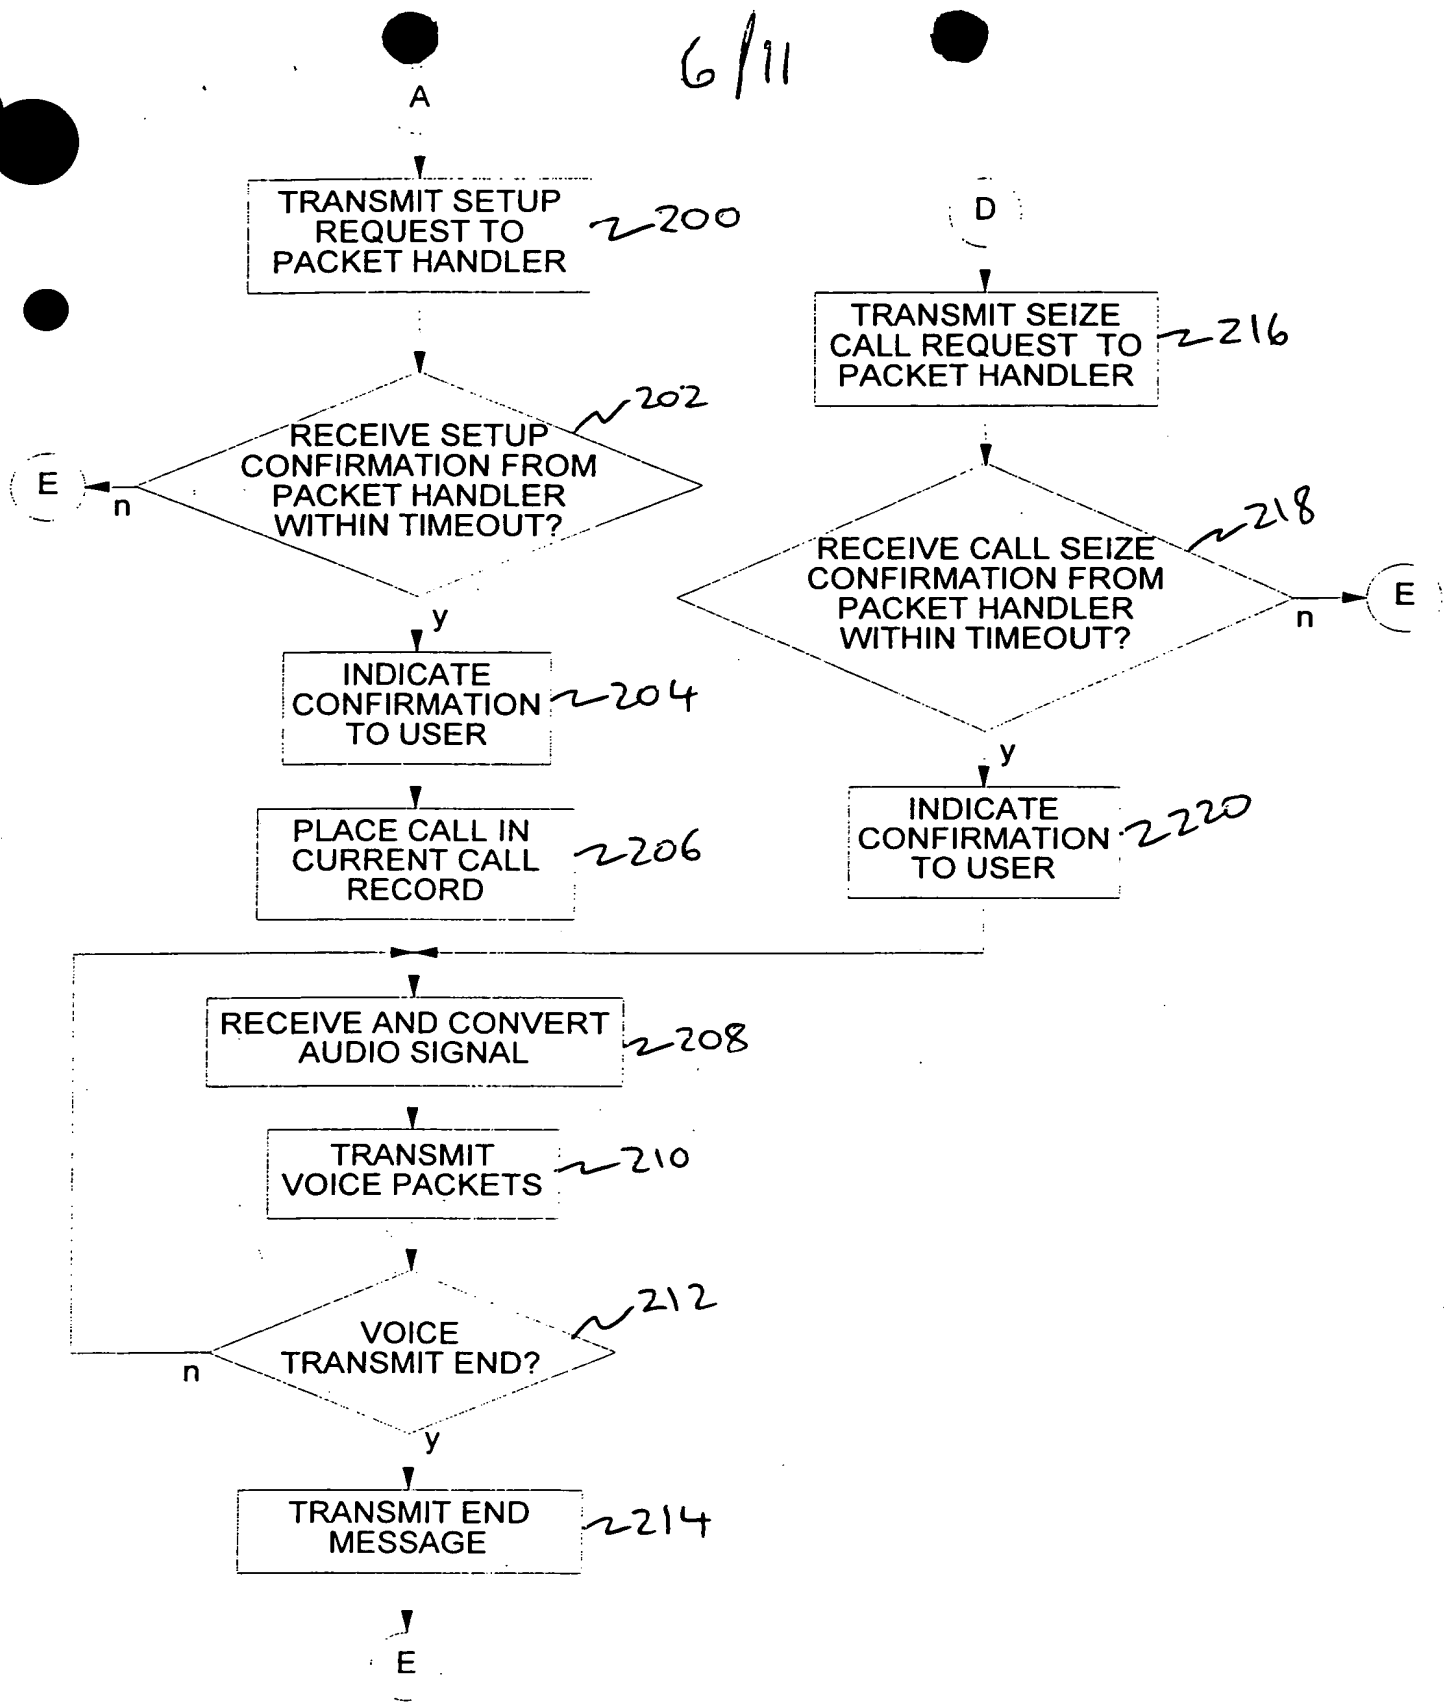 6/11
A
TRANSMIT SETUP
REQUEST TO
PACKET HANDLER
200
RECEIVE SETUP
CONFIRMATION FROM
PACKET HANDLER
WITHIN TIMEOUT?
202
E
n
y
INDICATE
CONFIRMATION
TO USER
204
PLACE CALL IN
CURRENT CALL
RECORD
206
D
TRANSMIT SEIZE
CALL REQUEST TO
PACKET HANDLER
216
RECEIVE CALL SEIZE
CONFIRMATION FROM
PACKET HANDLER
WITHIN TIMEOUT?
218
n
E
y
INDICATE
CONFIRMATION
TO USER
220
RECEIVE AND CONVERT
AUDIO SIGNAL
208
TRANSMIT
VOICE PACKETS
210
VOICE
TRANSMIT END?
212
n
y
TRANSMIT END
MESSAGE
214
E